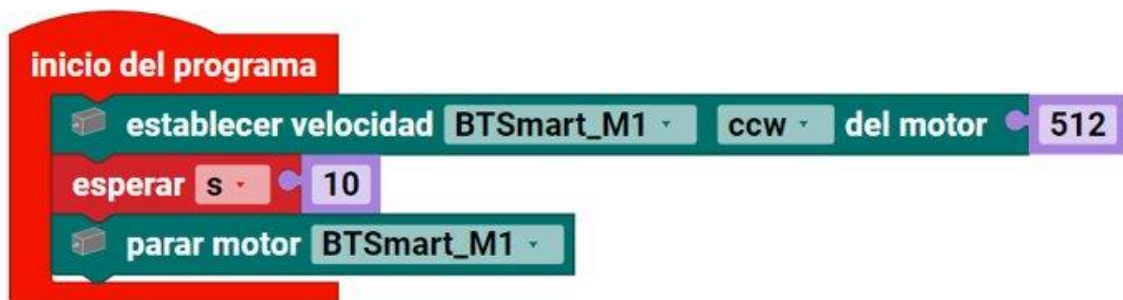 inicio del programa
establecer velocidad BTSmart_M1 ccw del motor 512
esperar s 10
parar motor BTSmart_M1